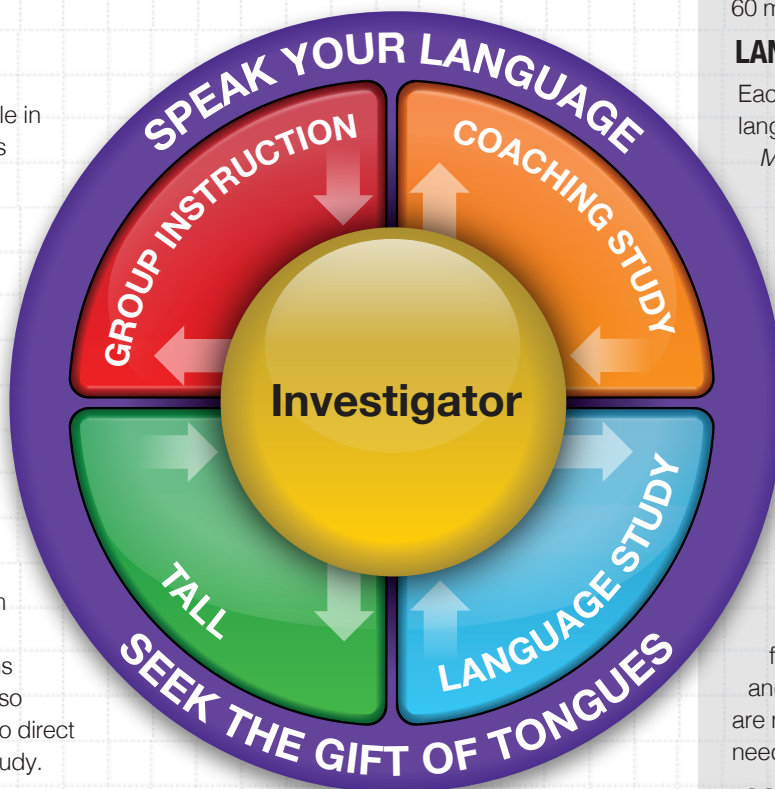 le in
s
SPEAK YOUR LANGUAGE
GROUP INSTRUCTION
COACHING STUDY
Investigator
TALL
LANGUAGE STUDY
SEEK THE GIFT OF TONGUES
so
o direct
udy.
60 m
LAN
Eac
lang
M
f
and
are r
need